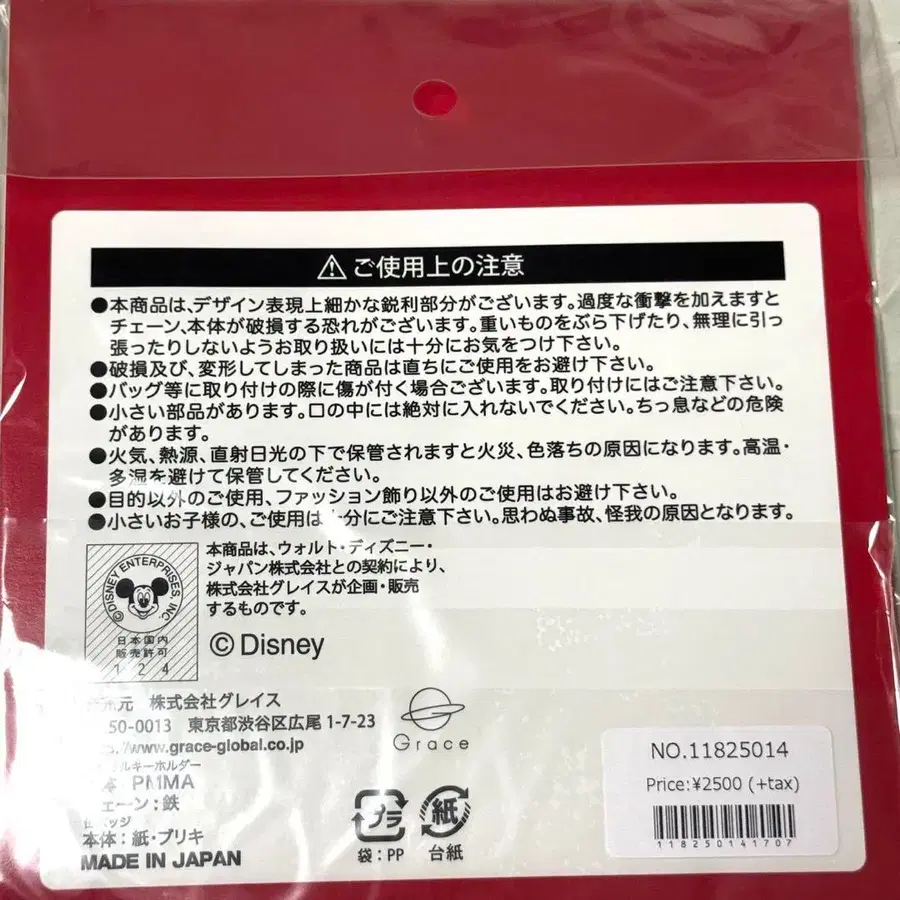 ⚠ ご使用上の注意
●本商品は、デザイン表現上細かな鋭利部分がございます。過度な衝撃を加えますと
チェーン、本体が破損する恐れがございます。重いものをぶら下げたり、無理に引っ
張ったりしないようお取り扱いには十分にお気をつけ下さい。
●破損及び、変形してしまった商品は直ちにご使用をお避け下さい。
●バッグ等に取り付けの際に傷が付く場合ございます。取り付けにはご注意下さい。
●小さい部品があります。口の中には絶対に入れないでください。ちっ息などの危険
があります。
●火気、熱源、直射日光の下で保管されますと火災、色落ちの原因になります。高温・
多湿を避けて保管してください。
●目的以外のご使用、ファッション飾り以外のご使用はお避け下さい。
●小さいお子様の、ご使用は十分にご注意下さい。思わぬ事故、怪我の原因となります。
©DISNEY ENTERPRISES, INC.
日本国内
販売許可
124
本商品は、ウォルト・ディズニー・
ジャパン株式会社との契約により、
株式会社グレイスが企画・販売
するものです。
©Disney
元 株式会社グレイス
50-0013 東京都渋谷区広尾1-7-23
www.grace-global.co.jp
Grace
ルキーホルダー
PMMA
ェーン:鉄
バッジ
本体:紙・ブリキ
MADE IN JAPAN
プラ
袋:PP
紙
台紙
NO.11825014
Price:¥2500 (+tax)
118250141707